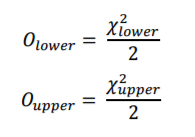 O_lower = χ²_lower / 2
O_upper = χ²_upper / 2